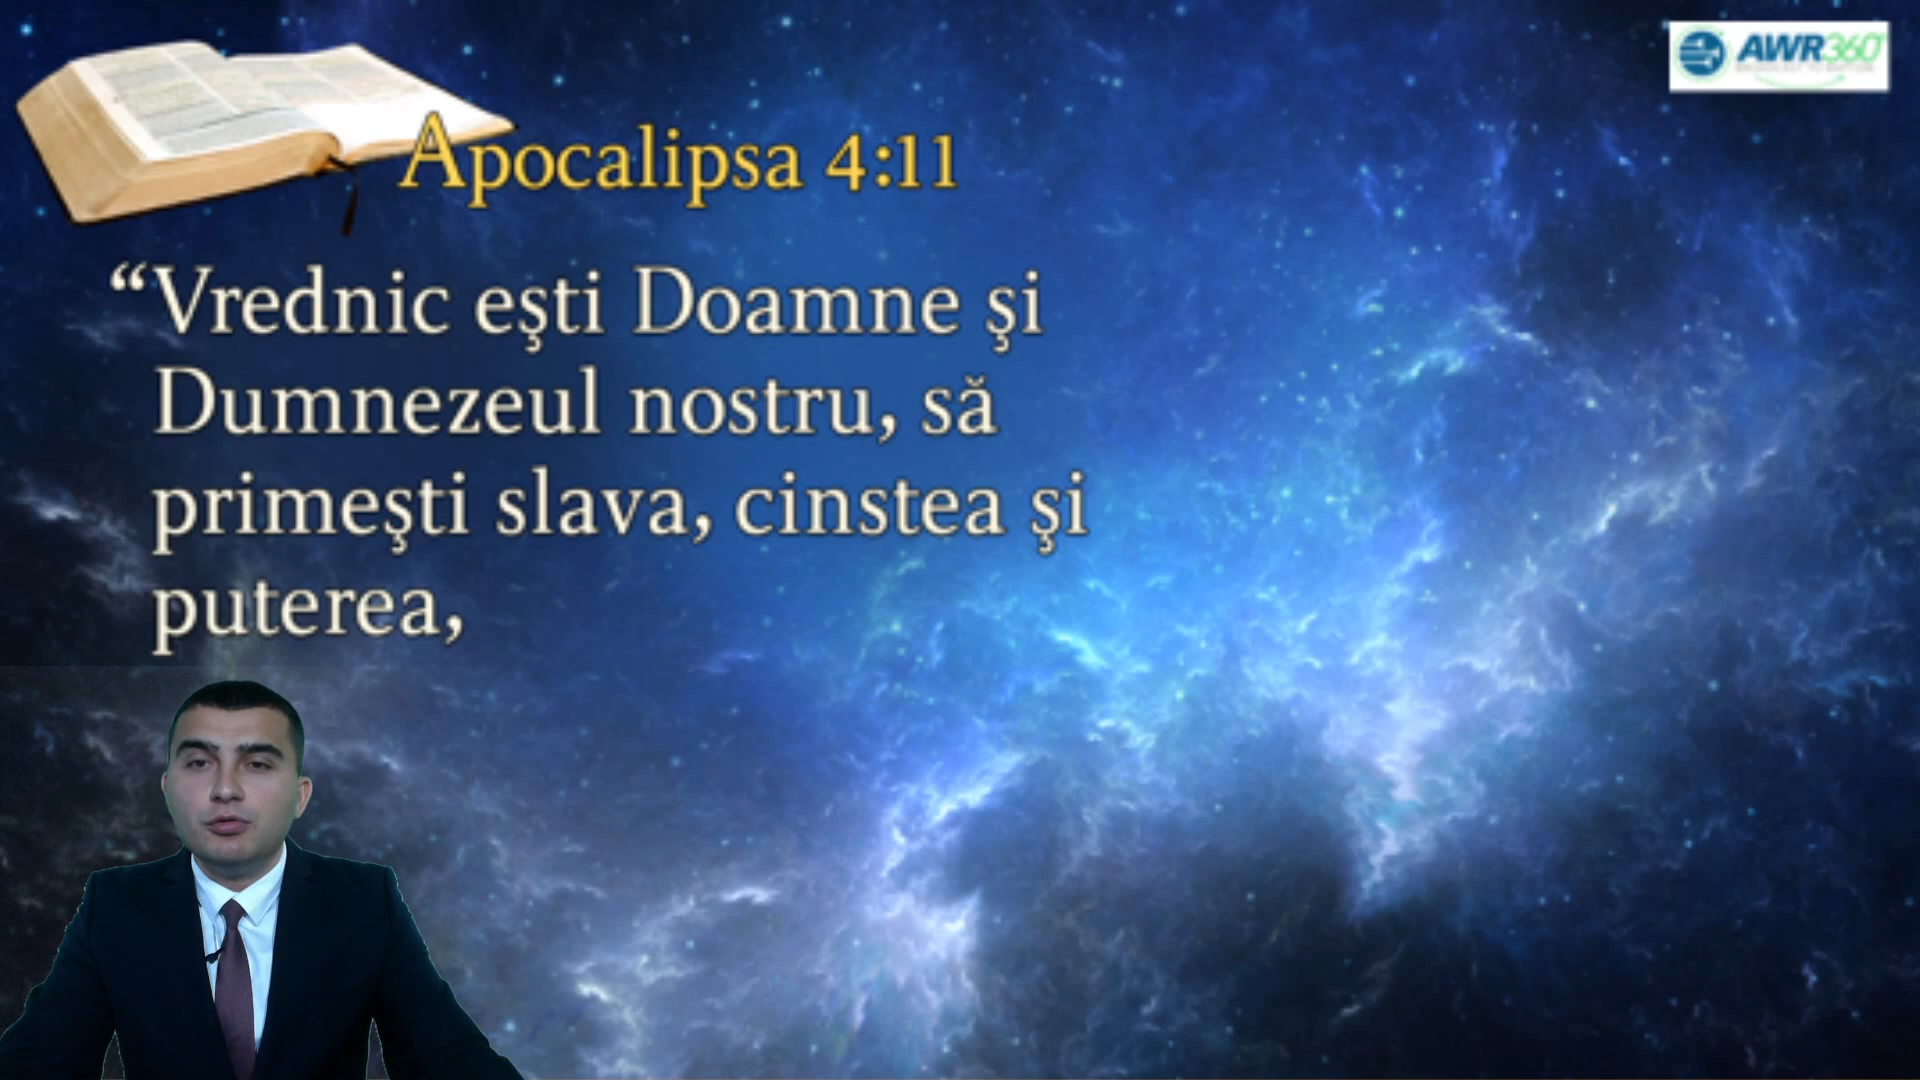 AWR360°
Apocalipsa 4:11
“Vrednic eşti Doamne şi
Dumnezeul nostru, să
primeşti slava, cinstea şi
puterea,